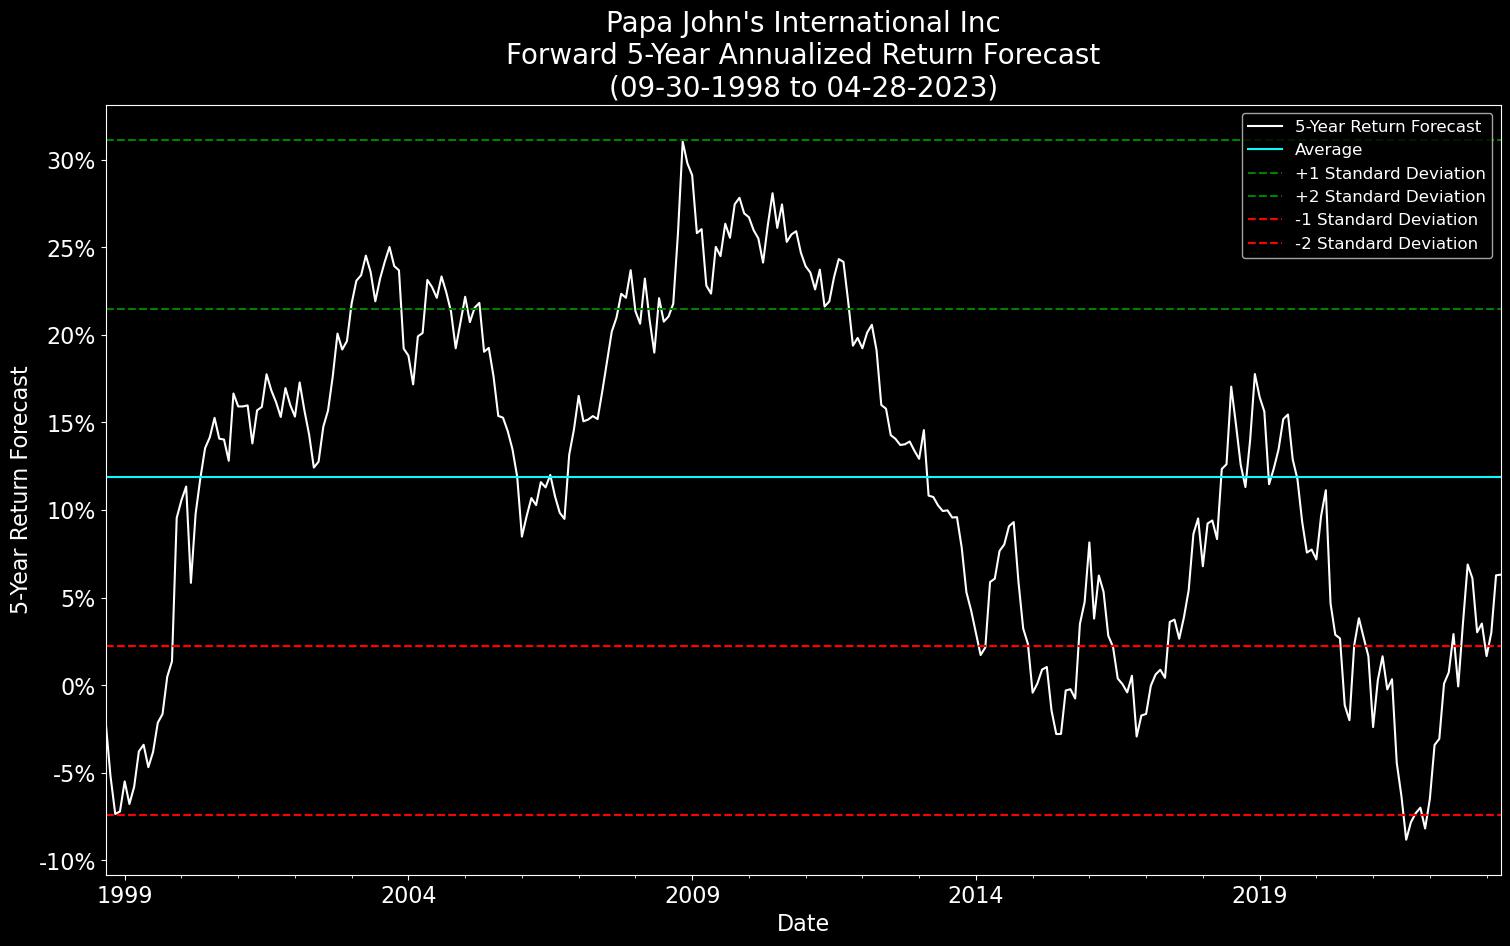 Papa John's International Inc
Forward 5-Year Annualized Return Forecast
(09-30-1998 to 04-28-2023)
5-Year Return Forecast
Average
+1 Standard Deviation
+2 Standard Deviation
-1 Standard Deviation
-2 Standard Deviation
30%
25%
20%
15%
10%
5%
0%
-5%
-10%
5-Year Return Forecast
1999 2004 2009 2014 2019
Date